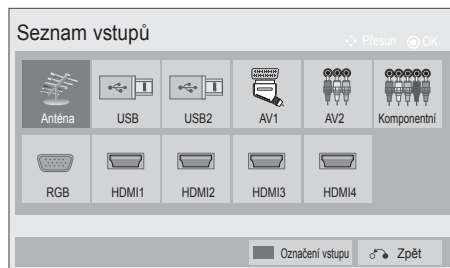 Seznam vstupů
Přesun OK
Anténa USB USB2 AV1 AV2 Komponentní
RGB HDMI1 HDMI2 HDMI3 HDMI4
Označení vstupu Zpět